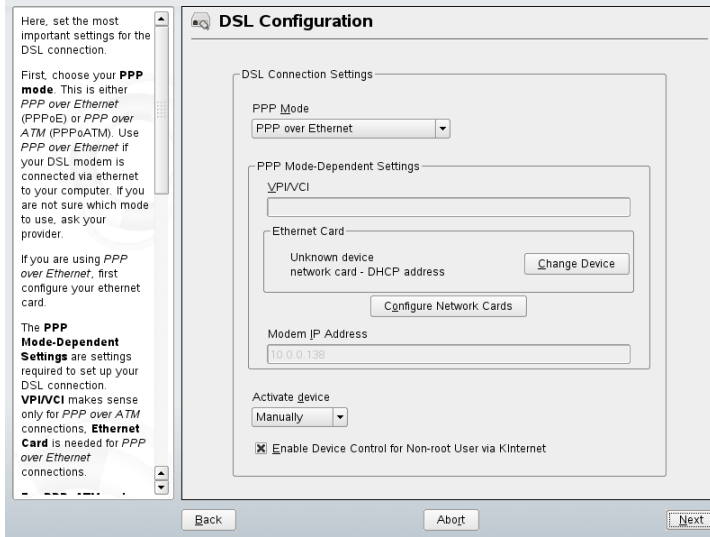 Here, set the most
important settings for the
DSL connection.
First, choose your PPP
mode. This is either
PPP over Ethernet
(PPPoE) or PPP over
ATM (PPPoATM). Use
PPP over Ethernet if
your DSL modem is
connected via ethernet
to your computer. If you
are not sure which mode
to use, ask your
provider.
If you are using PPP
over Ethernet, first
configure your ethernet
card.
The PPP
Mode-Dependent
Settings are settings
required to set up your
DSL connection.
VPI/VCI makes sense
only for PPP over ATM
connections, Ethernet
Card is needed for PPP
over Ethernet
connections.
DSL Configuration
DSL Connection Settings
PPP Mode
PPP over Ethernet
PPP Mode-Dependent Settings
VPI/VCI
Ethernet Card
Unknown device
network card - DHCP address
Change Device
Configure Network Cards
Modem IP Address
10.0.0.138
Activate device
Manually
Enable Device Control for Non-root User via KInternet
Back
Abort
Next